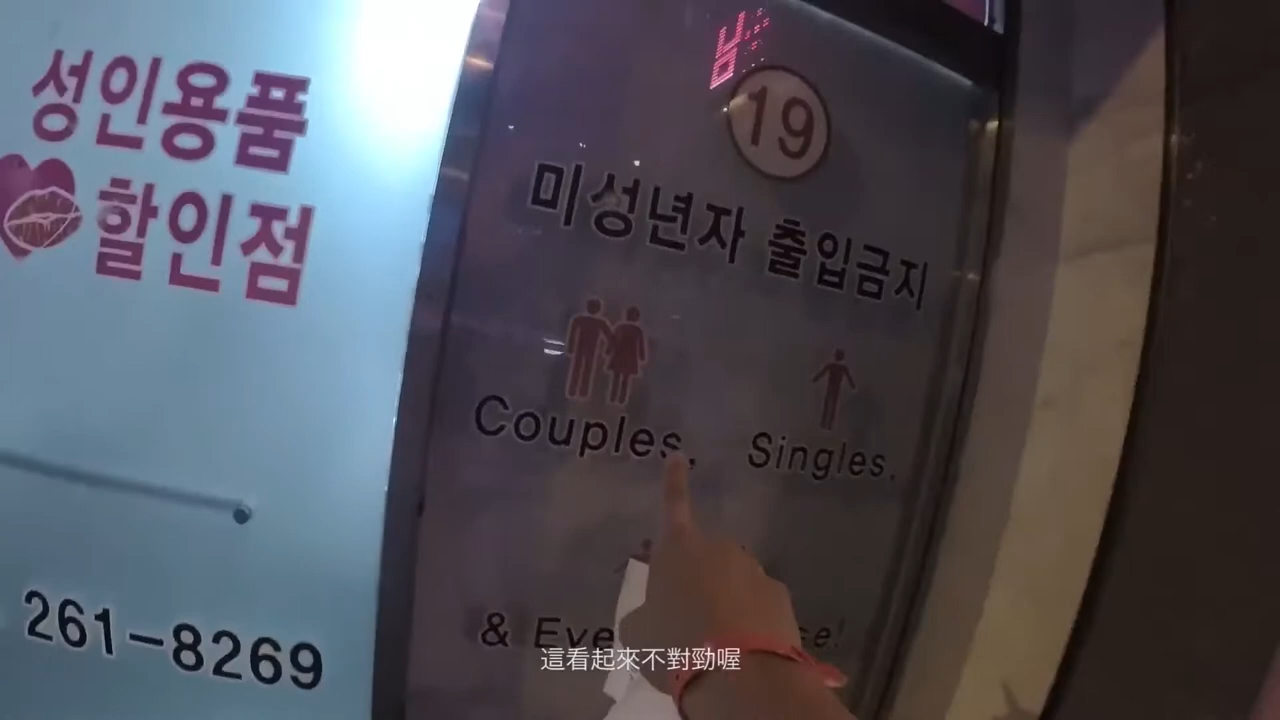 성인용품
할인점
261-8269
19
미성년자 출입금지
Couples, Singles,
&
這看起來不對勁喔